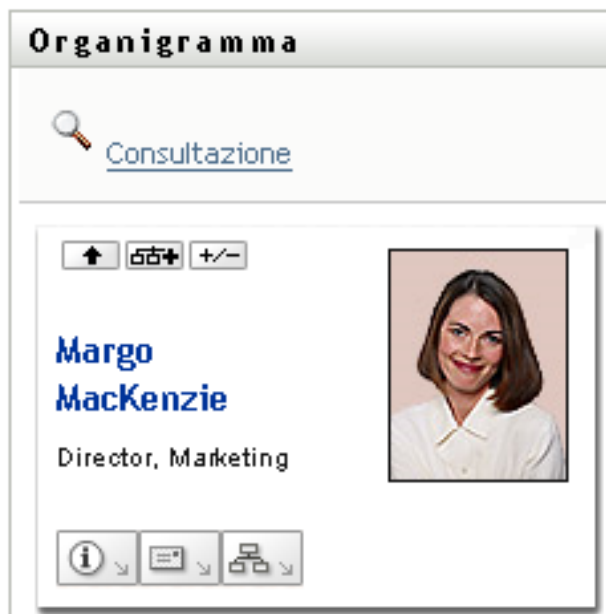 Organigramma
Consultazione
+/-
Margo
MacKenzie
Director, Marketing